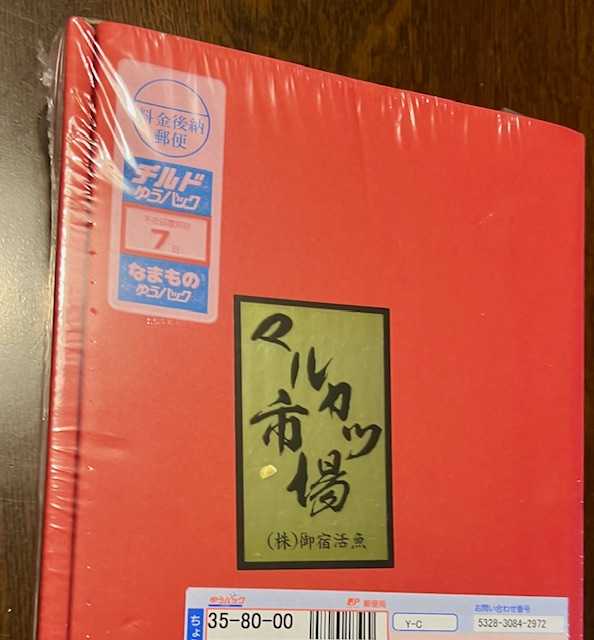 料金後納
郵便
チルド
ゆうパック
7日
なまもの
ゆうパック
マルカツ
市場
(株)御宿活魚
ゆうパック
郵便局
お問い合わせ番号
ちょ
35-80-00
Y-C
5328-3084-2972